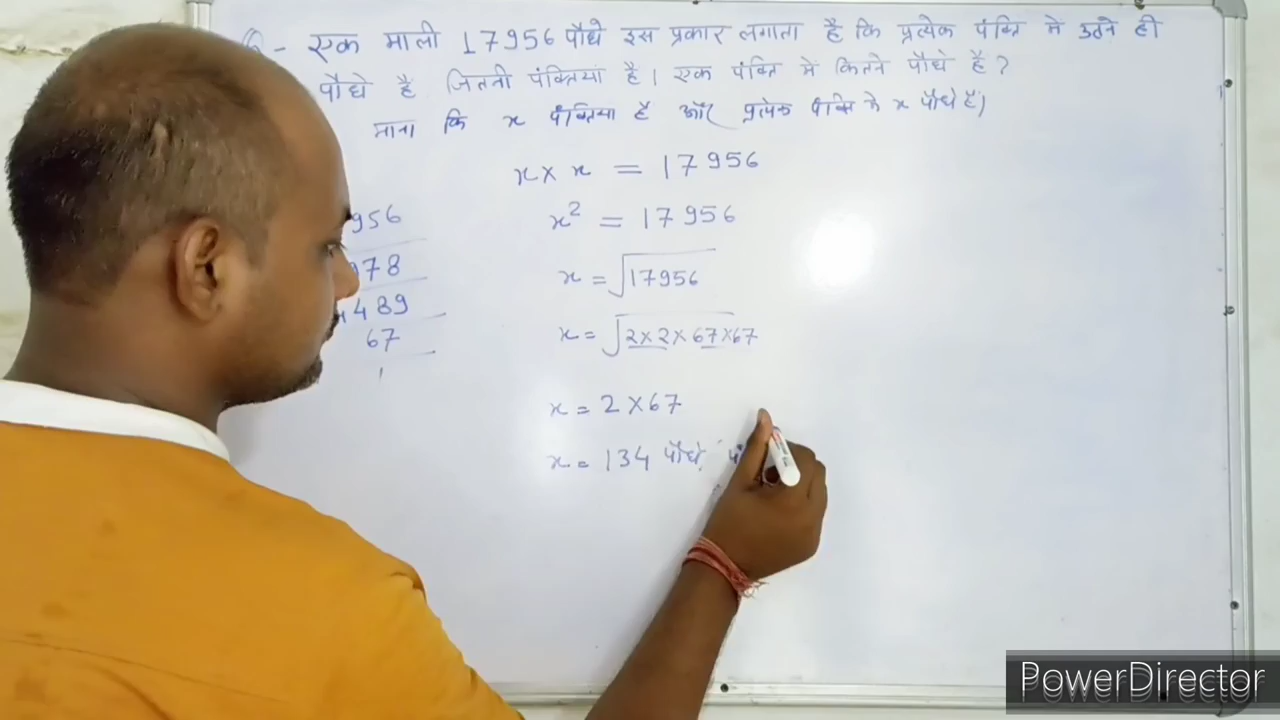 Q- एक माली 17956 पौधे इस प्रकार लगाता है कि प्रत्येक पंक्ति मे उतने ही
पौधे है जितनी पंक्तियां है। एक पंक्ति में कितने पौधे है?
माना कि x पंक्तिया है और प्रत्येक पंक्ति मे x पौधे है।
x × x = 17956
x² = 17956
x = √17956
x = √2×2×67×67
x = 2×67
x = 134 पौधे,
956
978
4489
67
1
PowerDirector